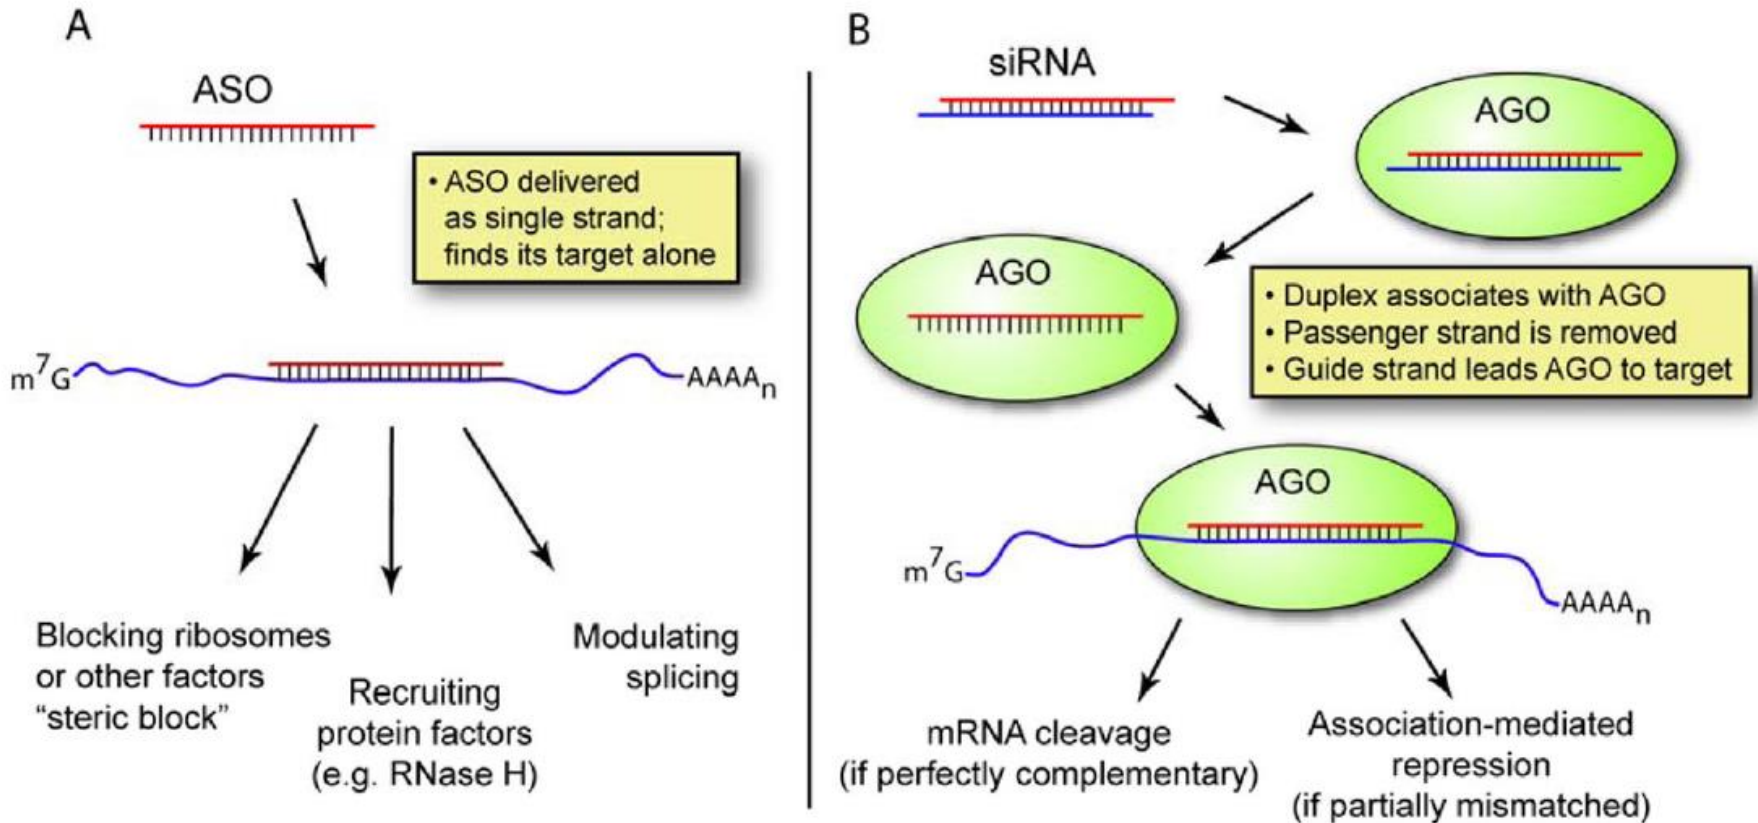 A
ASO
• ASO delivered
as single strand;
finds its target alone
m⁷G
AAAAₙ
Blocking ribosomes
or other factors
“steric block”
Recruiting
protein factors
(e.g. RNase H)
Modulating
splicing
B
siRNA
AGO
AGO
• Duplex associates with AGO
• Passenger strand is removed
• Guide strand leads AGO to target
AGO
m⁷G
AAAAₙ
mRNA cleavage
(if perfectly complementary)
Association-mediated
repression
(if partially mismatched)